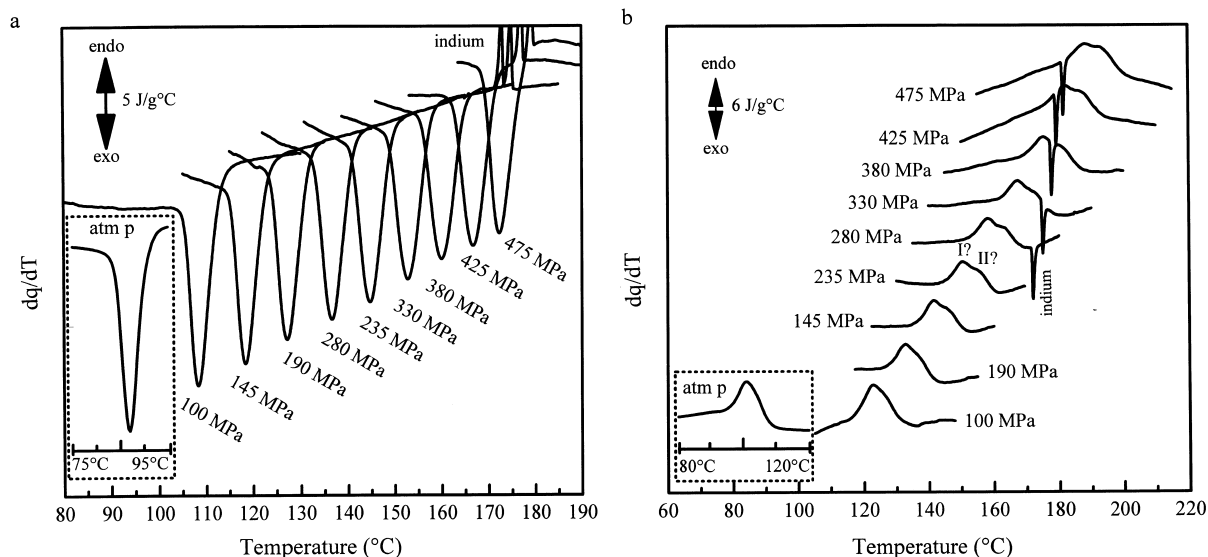 a
endo
5 J/g°C
exo
indium
atm p
75°C 95°C
100 MPa
145 MPa
190 MPa
280 MPa
235 MPa
330 MPa
380 MPa
425 MPa
475 MPa
dq/dT
80 90 100 110 120 130 140 150 160 170 180 190
Temperature (°C)
b
endo
6 J/g°C
exo
475 MPa
425 MPa
380 MPa
330 MPa
280 MPa
I? II?
235 MPa
indium
145 MPa
190 MPa
atm p
100 MPa
80°C 120°C
dq/dT
60 80 100 120 140 160 180 200 220
Temperature (°C)